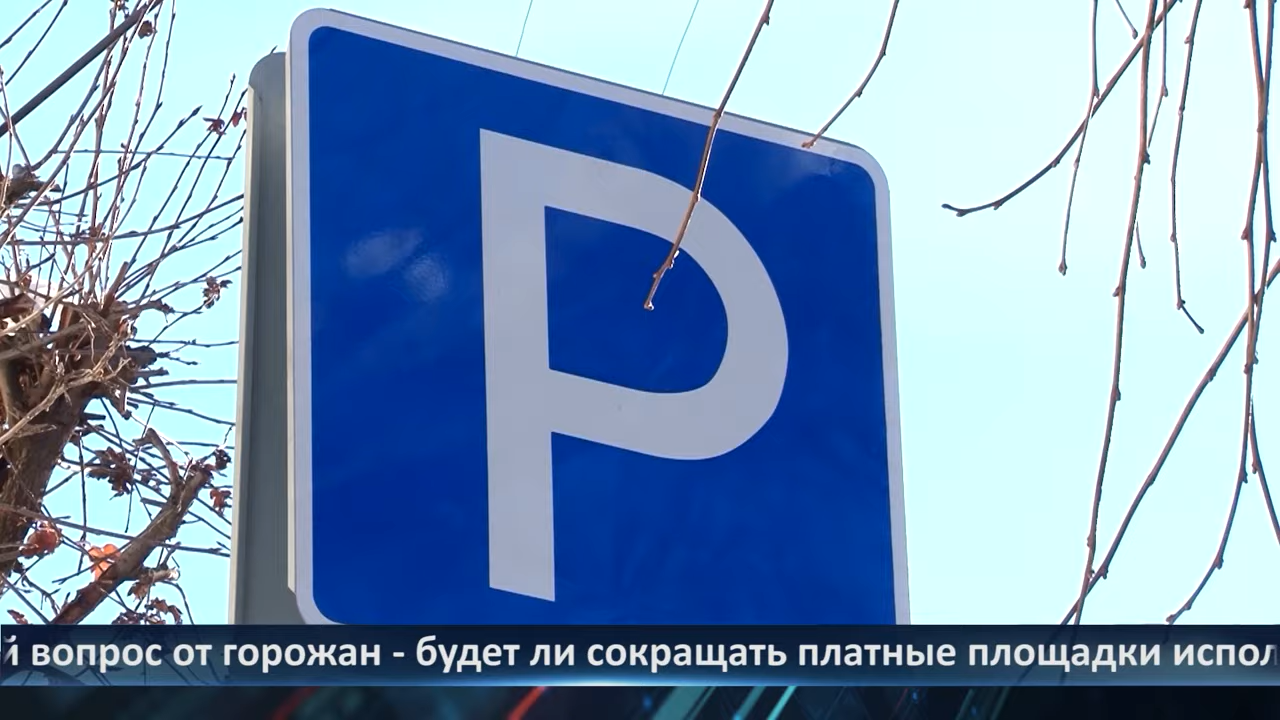 P
й вопрос от горожан - будет ли сокращать платные площадки испол